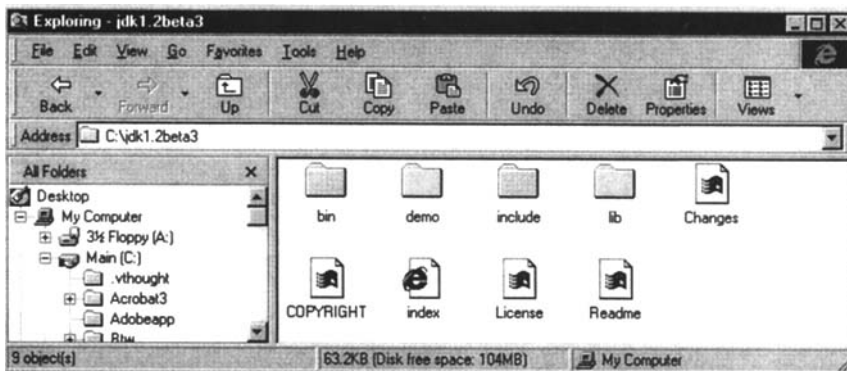 Exploring - jdk1.2beta3
File Edit View Go Favorites Tools Help
Back Forward Up Cut Copy Paste Undo Delete Properties Views
Address C:\jdk1.2beta3
All Folders
Desktop
My Computer
3½ Floppy (A:)
Main (C:)
.vthought
Acrobat3
Adobeapp
bin demo include lib Changes
COPYRIGHT index License Readme
9 object(s) 63.2KB (Disk free space: 104MB) My Computer